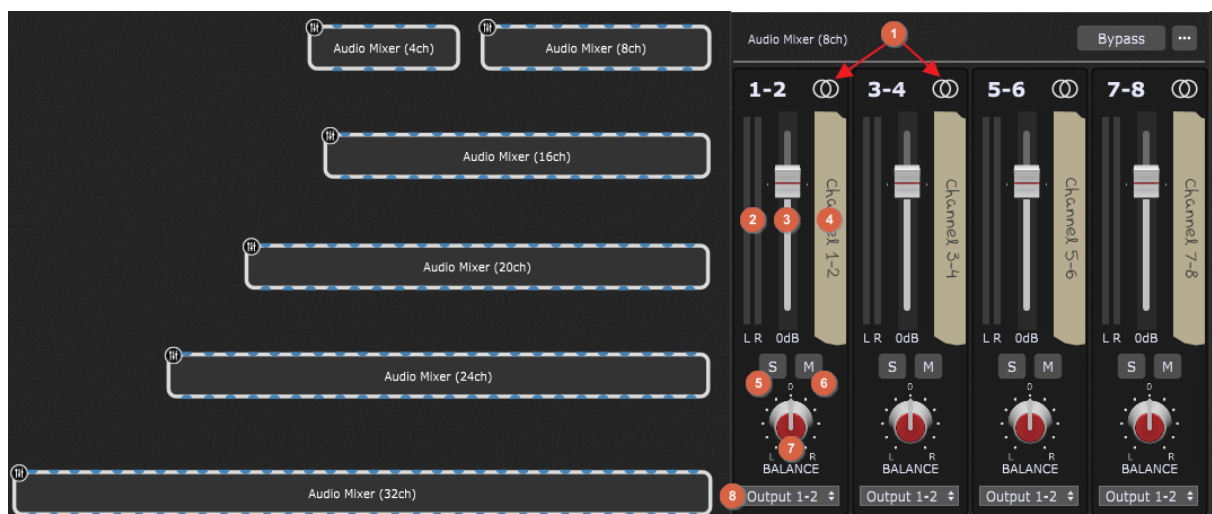 Audio Mixer (4ch)
Audio Mixer (8ch)
Audio Mixer (16ch)
Audio Mixer (20ch)
Audio Mixer (24ch)
Audio Mixer (32ch)
Audio Mixer (8ch)
1
Bypass
...
1-2
3-4
5-6
7-8
2
3
4
Channel 1-2
Channel 3-4
Channel 5-6
Channel 7-8
L R 0dB
L R 0dB
L R 0dB
L R 0dB
S M
S M
S M
S M
5
6
0
0
0
0
7
L R
L R
L R
L R
BALANCE
BALANCE
BALANCE
BALANCE
8
Output 1-2
Output 1-2
Output 1-2
Output 1-2